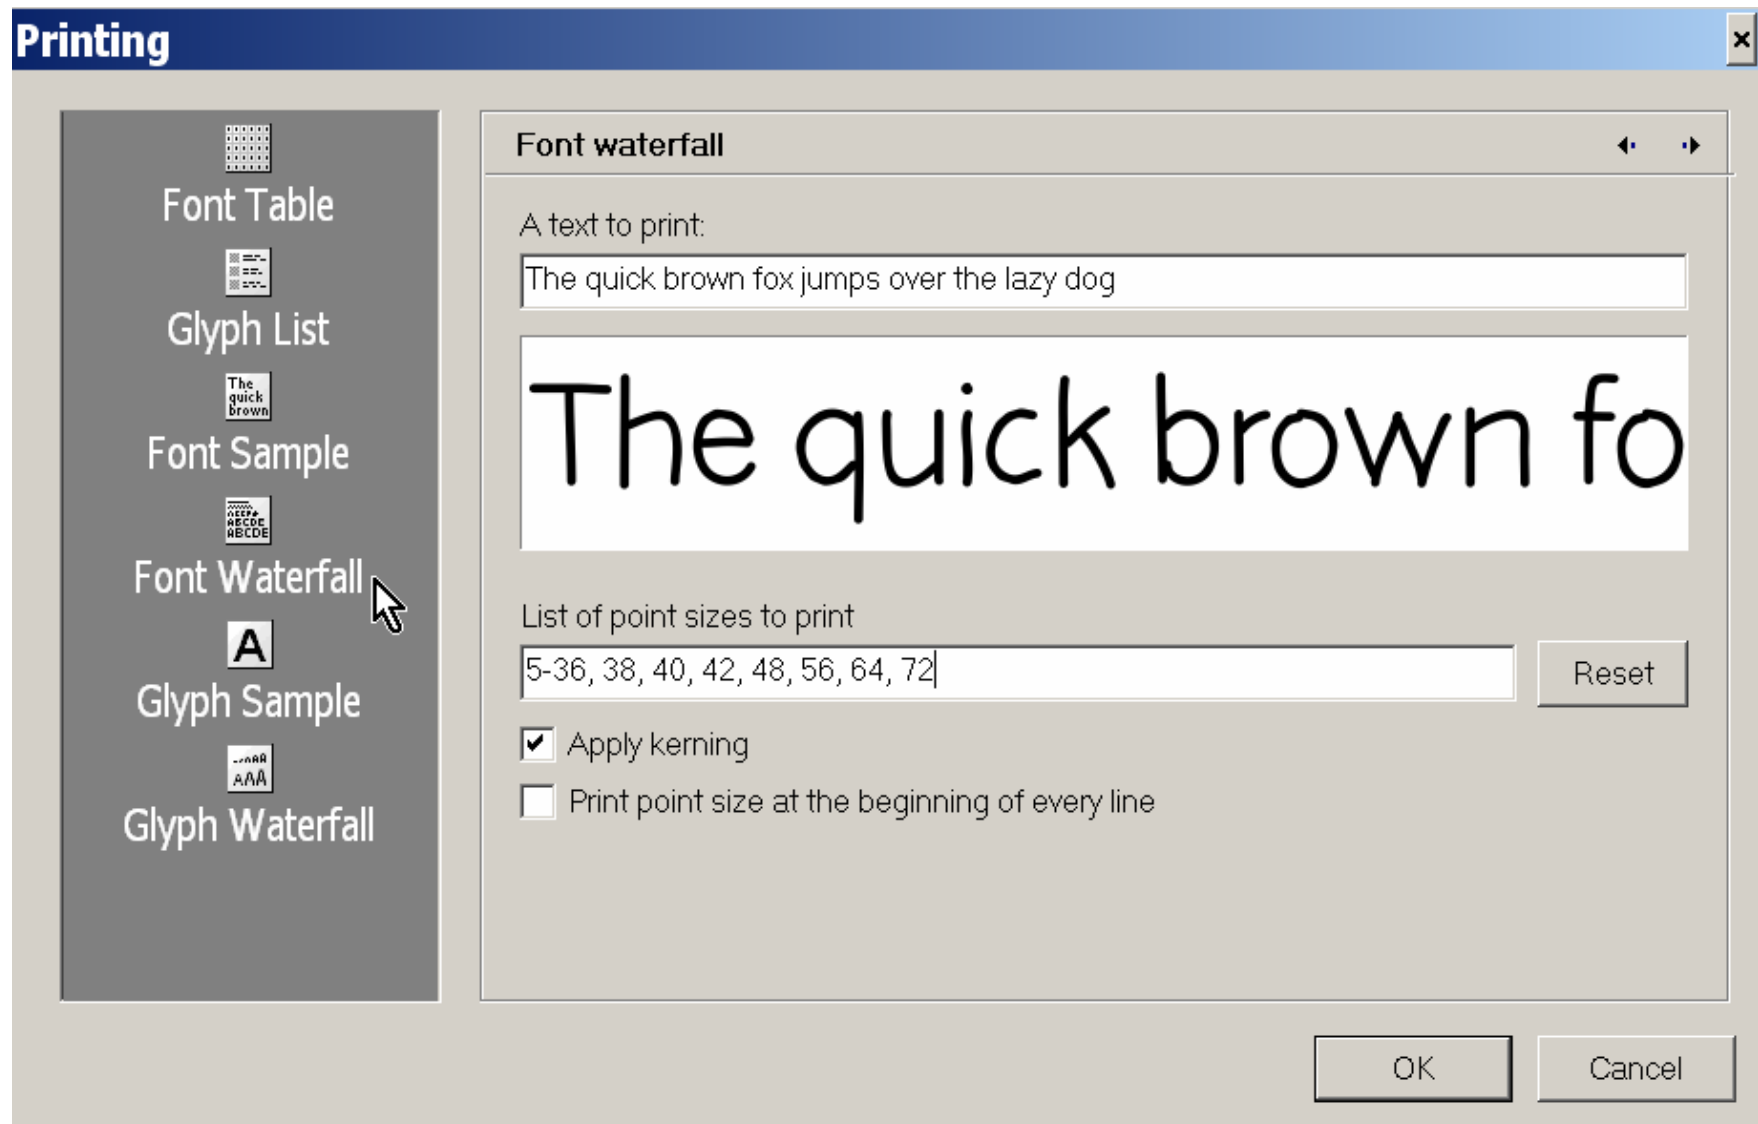 Printing
Font Table
Glyph List
The
quick
brown
Font Sample
ABCDE
ABCDE
Font Waterfall
A
Glyph Sample
AAA
Glyph Waterfall
Font waterfall
A text to print:
The quick brown fox jumps over the lazy dog
The quick brown fo
List of point sizes to print
5-36, 38, 40, 42, 48, 56, 64, 72
Reset
Apply kerning
Print point size at the beginning of every line
OK
Cancel